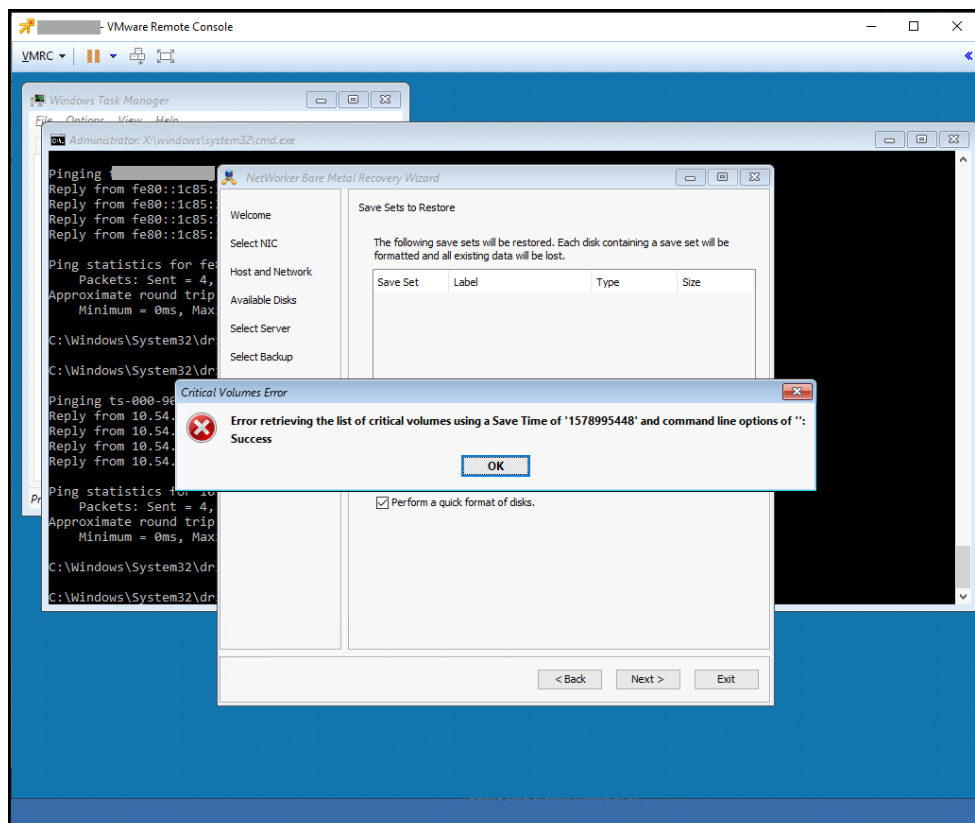 - VMware Remote Console
VMRC
Windows Task Manager
File Options View Help
Administrator: X:\windows\system32\cmd.exe
Pinging
Reply from fe80::1c85:
Reply from fe80::1c85:
Reply from fe80::1c85:
Reply from fe80::1c85:
Ping statistics for fe
Packets: Sent = 4,
Approximate round trip
Minimum = 0ms, Max
C:\Windows\System32\dr
C:\Windows\System32\dr
Pinging ts-000-96
Reply from 10.54.
Reply from 10.54.
Reply from 10.54.
Reply from 10.54.
Ping statistics for 10
Packets: Sent = 4,
Approximate round trip
Minimum = 0ms, Max
C:\Windows\System32\dr
C:\Windows\System32\dr
Pr
NetWorker Bare Metal Recovery Wizard
Welcome
Select NIC
Host and Network
Available Disks
Select Server
Select Backup
Save Sets to Restore
The following save sets will be restored. Each disk containing a save set will be
formatted and all existing data will be lost.
Save Set Label Type Size
Critical Volumes Error
Error retrieving the list of critical volumes using a Save Time of '1578995448' and command line options of '':
Success
OK
Perform a quick format of disks.
< Back Next > Exit